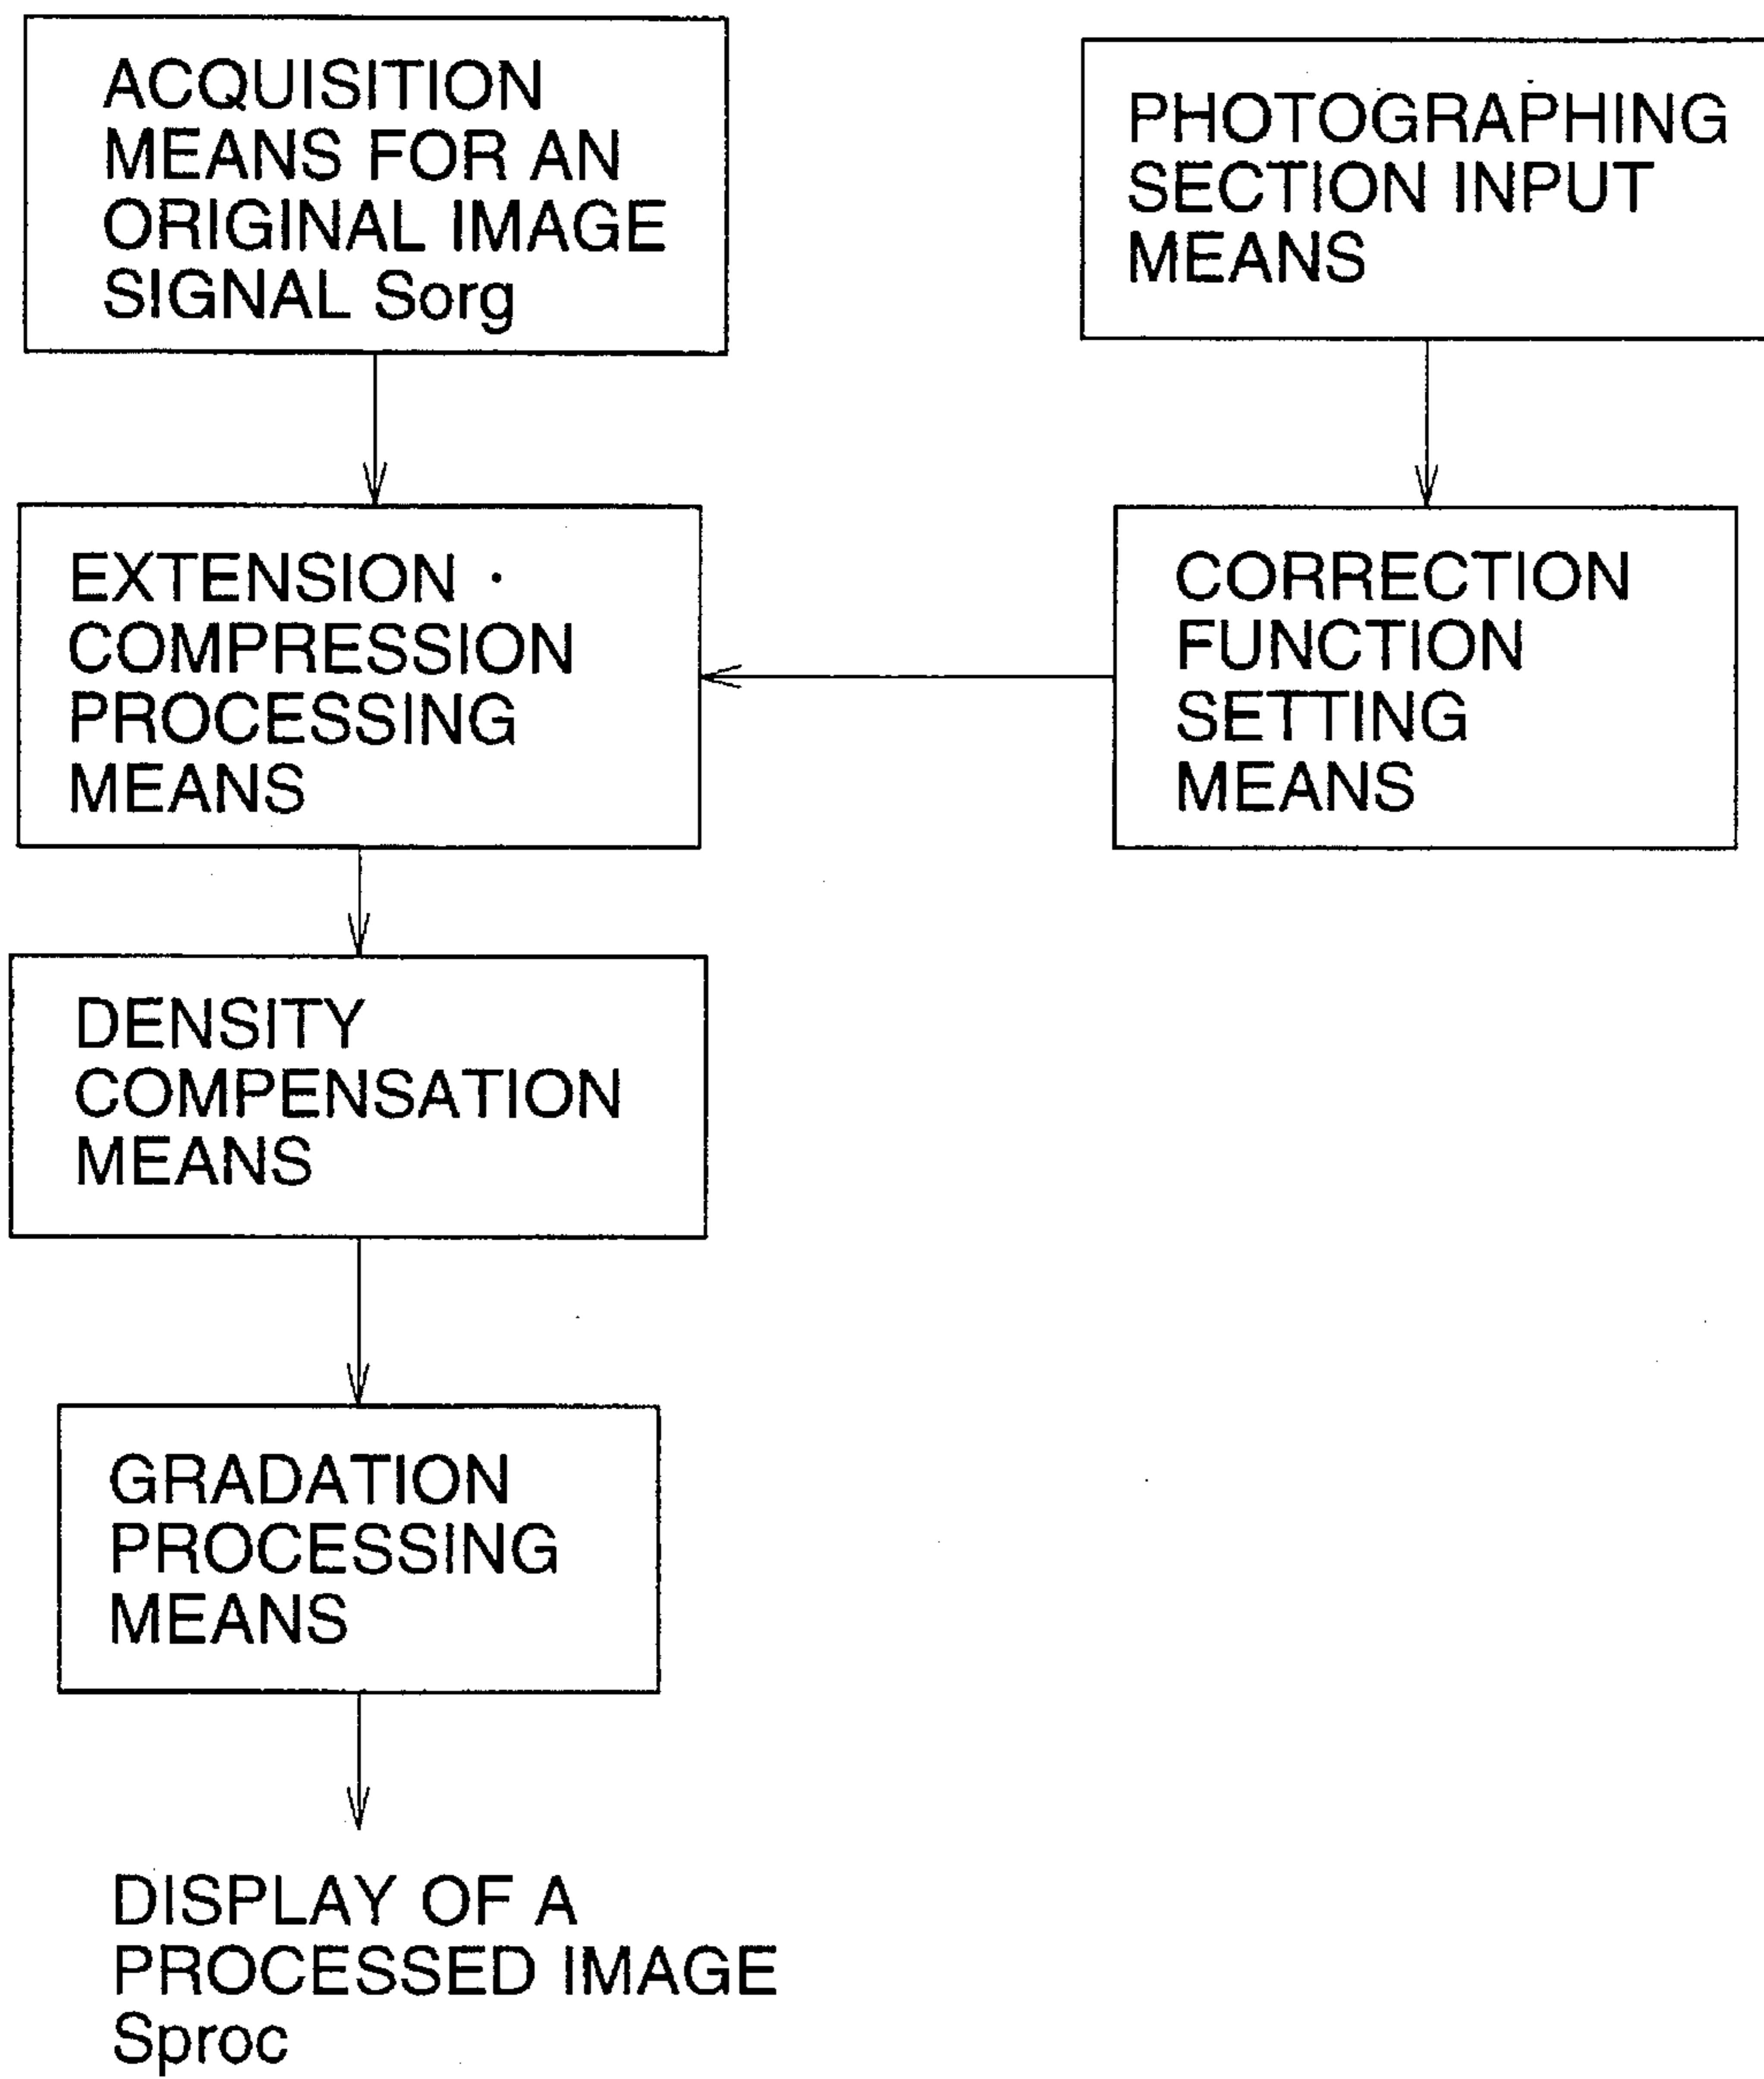 ACQUISITION
MEANS FOR AN
ORIGINAL IMAGE
SIGNAL Sorg
PHOTOGRAPHING
SECTION INPUT
MEANS
EXTENSION ·
COMPRESSION
PROCESSING
MEANS
CORRECTION
FUNCTION
SETTING
MEANS
DENSITY
COMPENSATION
MEANS
GRADATION
PROCESSING
MEANS
DISPLAY OF A
PROCESSED IMAGE
Sproc